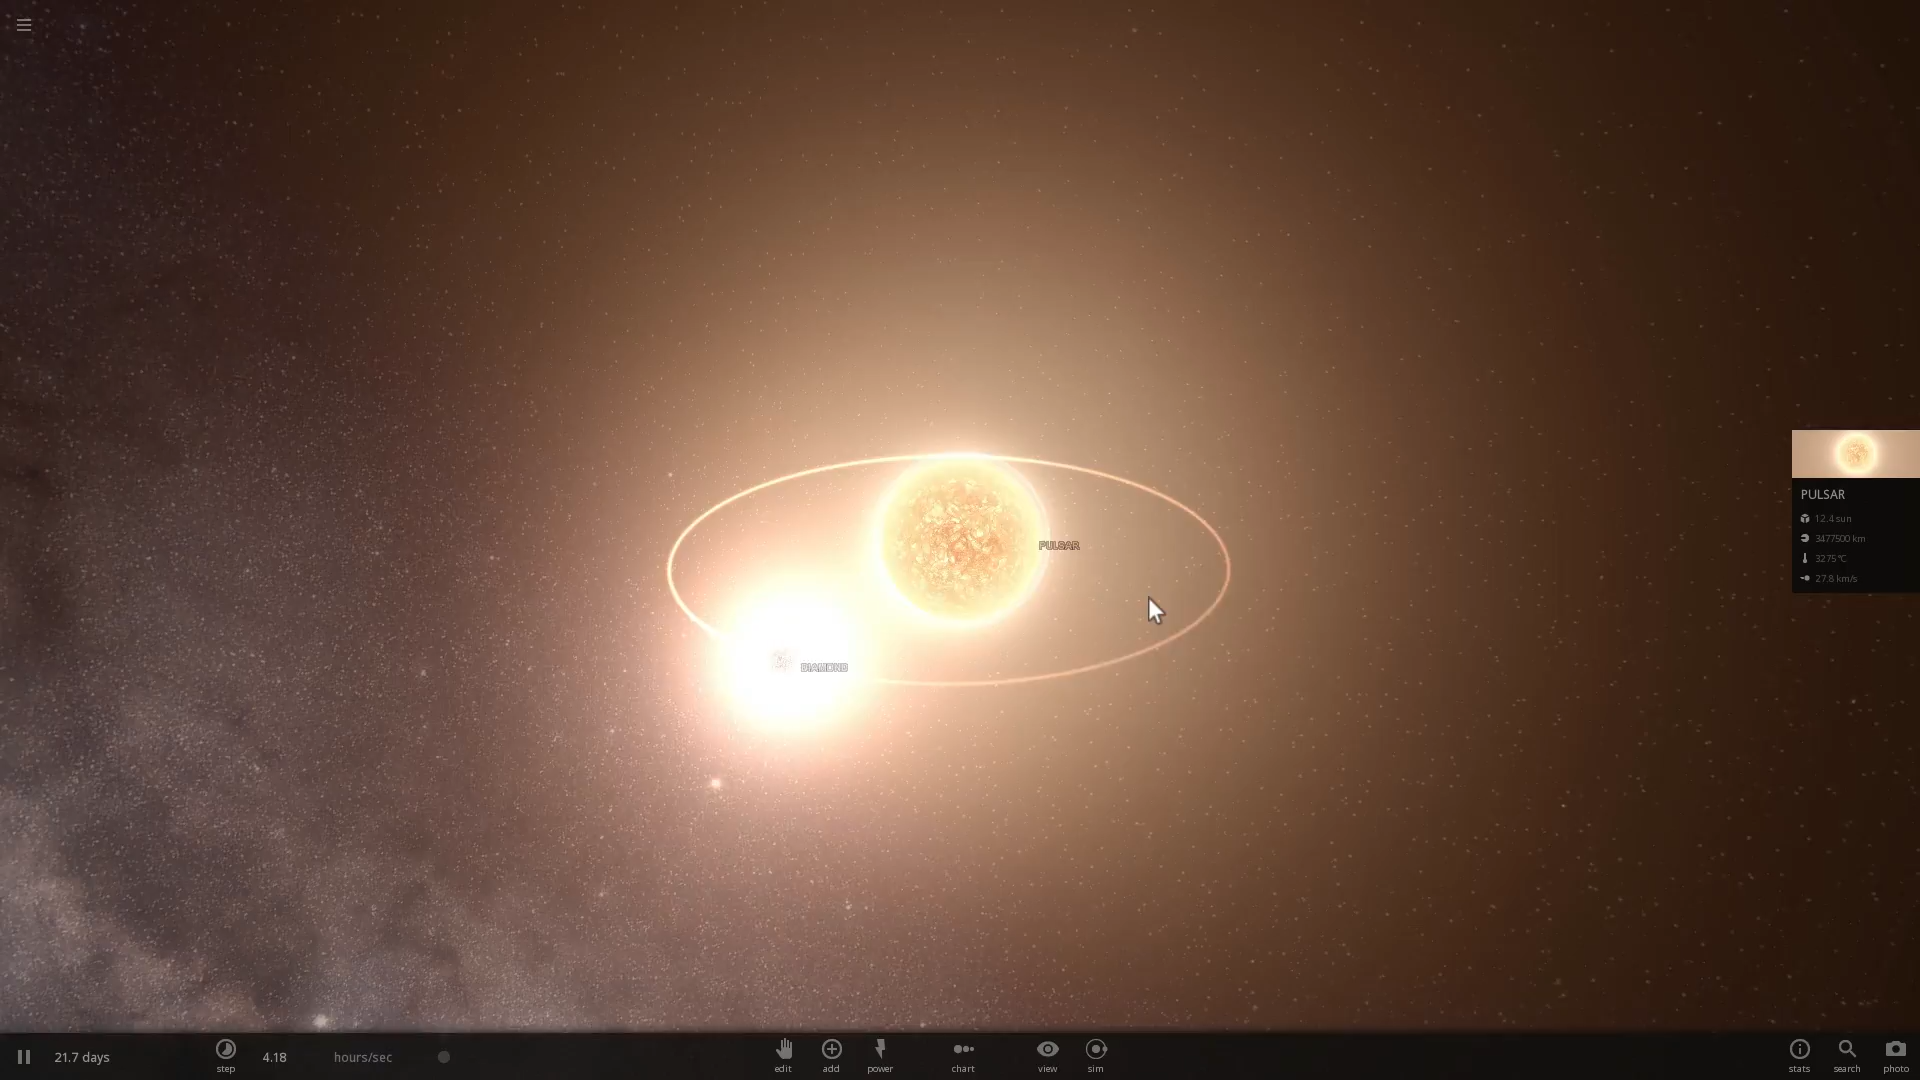 PULSAR
DIAMOND
PULSAR
12.4 sun
3477500 km
3275°C
27.8 km/s
21.7 days
step
4.18
hours/sec
edit
add
power
chart
view
sim
stats
search
photo